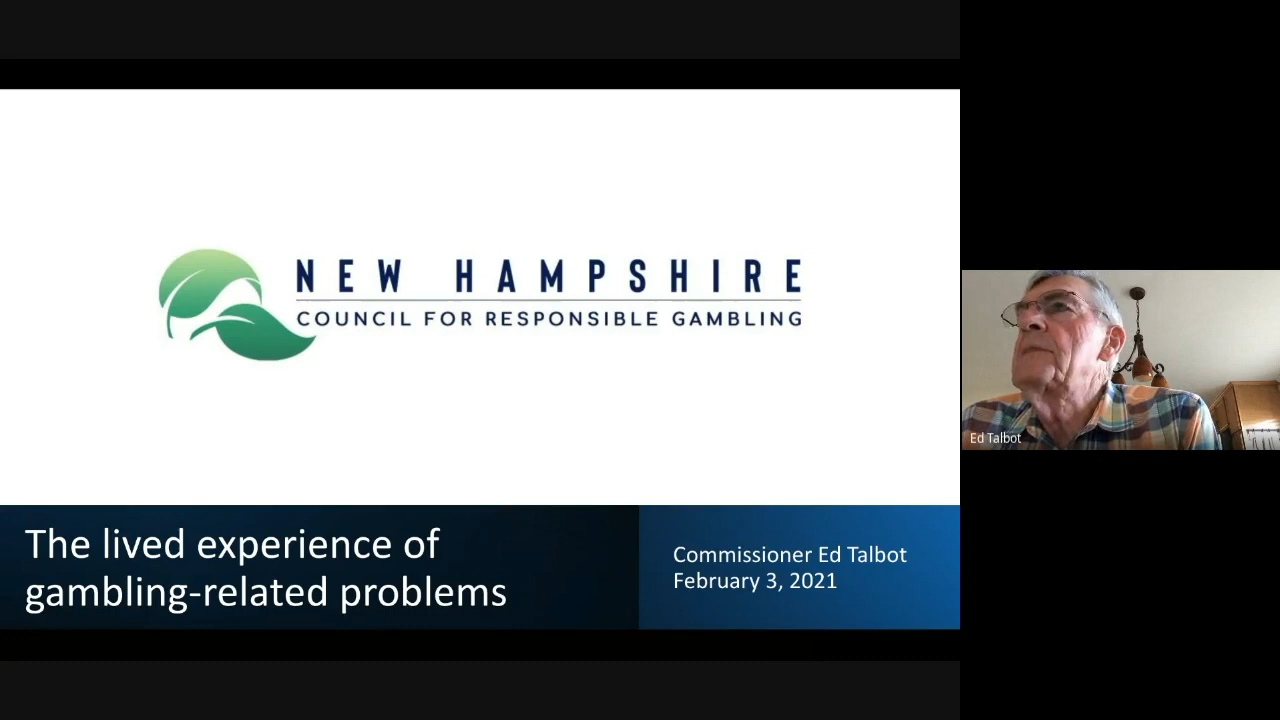 NEW HAMPSHIRE
COUNCIL FOR RESPONSIBLE GAMBLING
The lived experience of
gambling-related problems
Commissioner Ed Talbot
February 3, 2021
Ed Talbot